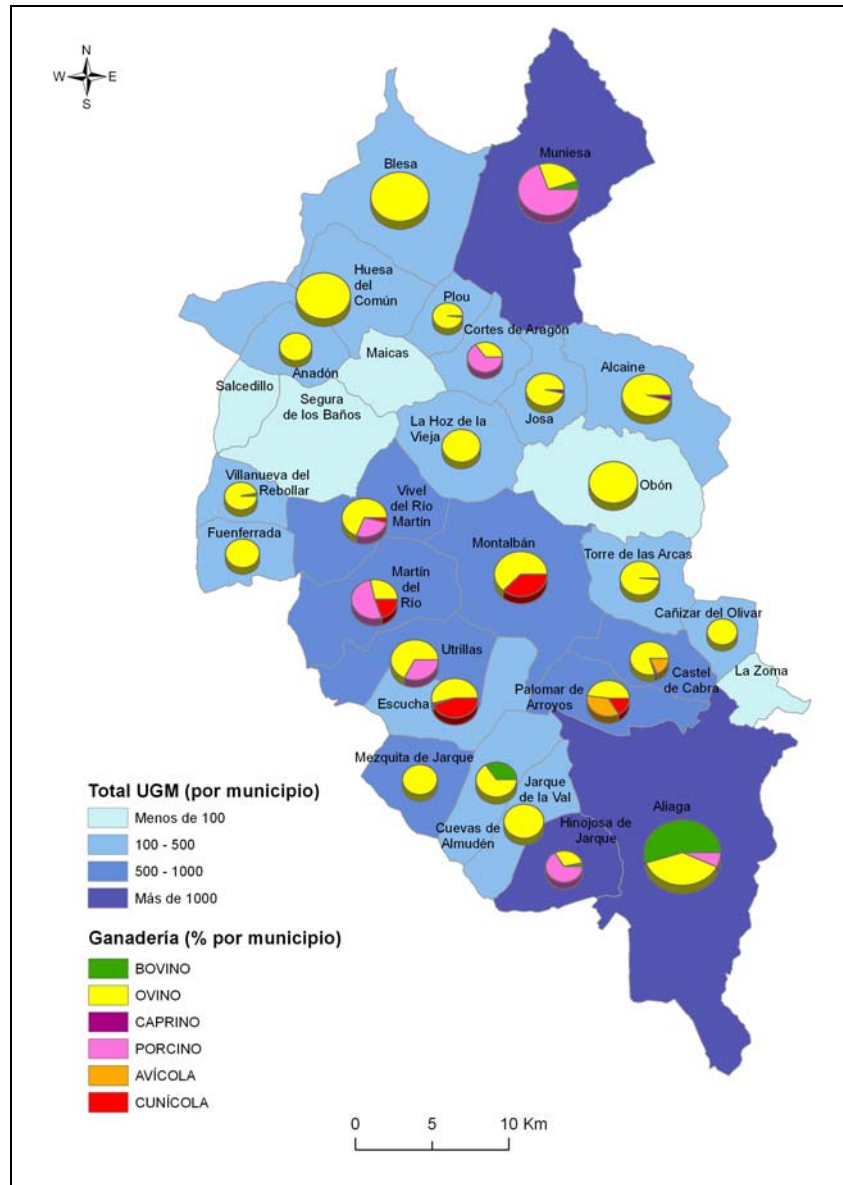 N
W E
S
Blesa
Muniesa
Huesa
del
Común
Plou
Cortes de Aragón
Maicas
Anadón
Alcaine
Salcedillo
Segura
de los Baños
Josa
La Hoz de la
Vieja
Villanueva del
Rebollar
Obón
Vivel
del Río
Martín
Fuenferrada
Montalbán
Torre de las Arcas
Martín
del
Río
Cañizar del Olivar
Utrillas
La Zoma
Castel
de Cabra
Palomar de
Arroyos
Escucha
Mezquita de Jarque
Jarque
de la Val
Cuevas de
Almudén
Hinojosa de
Jarque
Aliaga
Total UGM (por municipio)
Menos de 100
100 - 500
500 - 1000
Más de 1000
Ganadería (% por municipio)
BOVINO
OVINO
CAPRINO
PORCINO
AVÍCOLA
CUNÍCOLA
0 5 10 Km